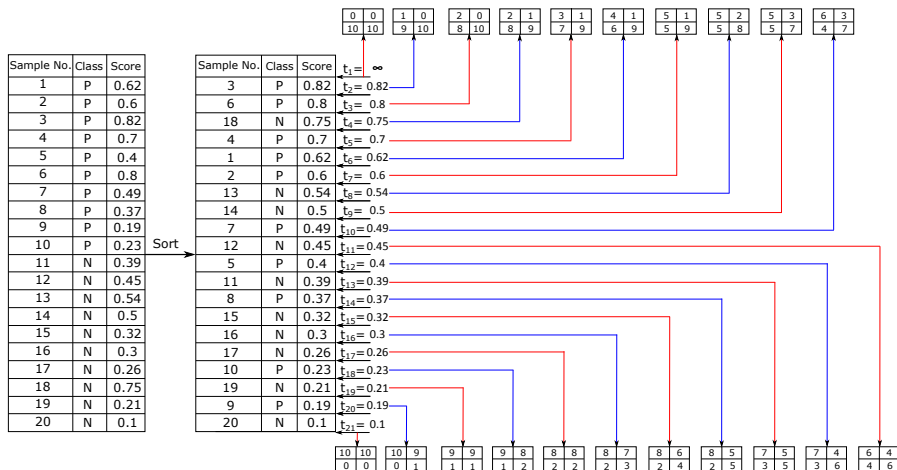 0 0 1 0 2 0 2 1 3 1 4 1 5 1 5 2 5 3 6 3
10 10 9 10 8 10 8 9 7 9 6 9 5 9 5 8 5 7 4 7
Sample No. Class Score Sample No. Class Score t1= ∞
1 P 0.62 3 P 0.82 t2= 0.82
2 P 0.6 6 P 0.8 t3= 0.8
3 P 0.82 18 N 0.75 t4= 0.75
4 P 0.7 4 P 0.7 t5= 0.7
5 P 0.4 1 P 0.62 t6= 0.62
6 P 0.8 2 P 0.6 t7= 0.6
7 P 0.49 13 N 0.54 t8= 0.54
8 P 0.37 14 N 0.5 t9= 0.5
9 P 0.19 7 P 0.49 t10= 0.49
10 P 0.23 Sort 12 N 0.45 t11= 0.45
11 N 0.39 5 P 0.4 t12= 0.4
12 N 0.45 11 N 0.39 t13= 0.39
13 N 0.54 8 P 0.37 t14= 0.37
14 N 0.5 15 N 0.32 t15= 0.32
15 N 0.32 16 N 0.3 t16= 0.3
16 N 0.3 17 N 0.26 t17= 0.26
17 N 0.26 10 P 0.23 t18= 0.23
18 N 0.75 19 N 0.21 t19= 0.21
19 N 0.21 9 P 0.19 t20= 0.19
20 N 0.1 20 N 0.1 t21= 0.1
10 10 10 9 9 9 9 8 8 8 8 7 8 6 8 5 7 5 7 4 6 4
0 0 0 1 1 1 1 2 2 2 2 3 2 4 2 5 3 5 3 6 4 6